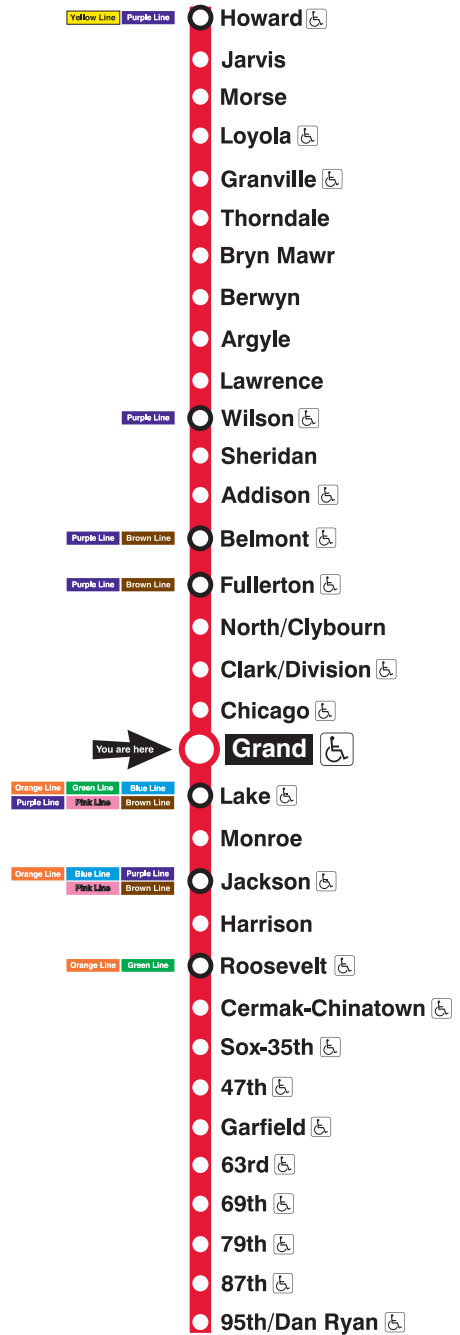 Yellow Line Purple Line Howard
Jarvis
Morse
Loyola
Granville
Thorndale
Bryn Mawr
Berwyn
Argyle
Lawrence
Purple Line Wilson
Sheridan
Addison
Purple Line Brown Line Belmont
Purple Line Brown Line Fullerton
North/Clybourn
Clark/Division
Chicago
You are here Grand
Orange Line Green Line Blue Line
Purple Line Pink Line Brown Line
Lake
Monroe
Orange Line Blue Line Purple Line
Pink Line Brown Line
Jackson
Harrison
Orange Line Green Line Roosevelt
Cermak-Chinatown
Sox-35th
47th
Garfield
63rd
69th
79th
87th
95th/Dan Ryan